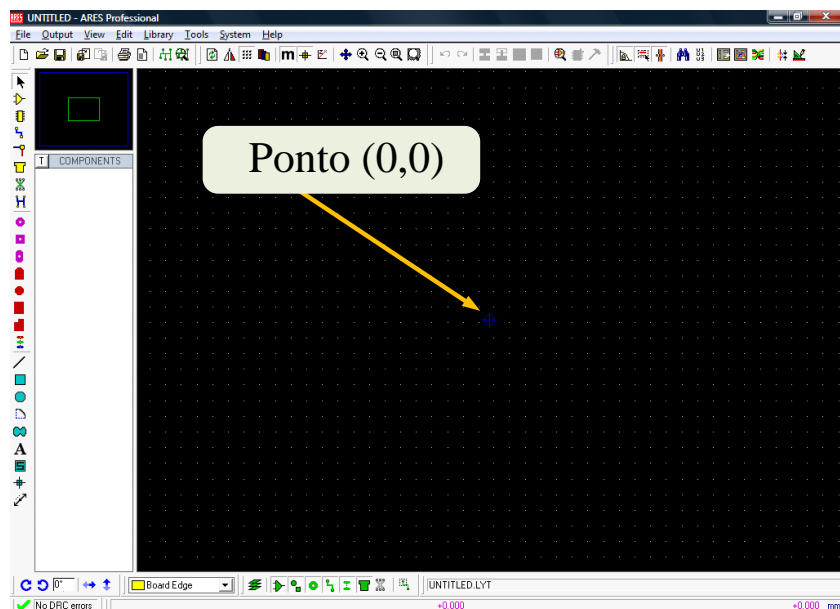 ARES UNTITLED - ARES Professional
File Output View Edit Library Tools System Help
m
Ponto (0,0)
T COMPONENTS
A
S
0° Board Edge UNTITLED.LYT
No DRC errors +0.000 +0.000 mm